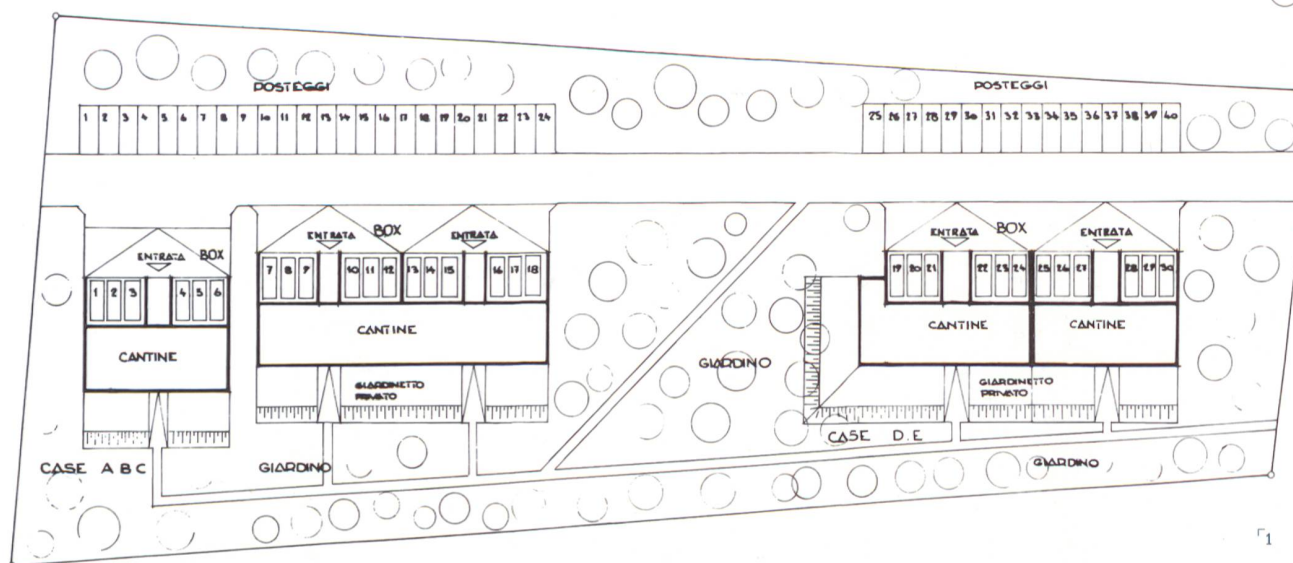 POSTEGGI
POSTEGGI
1 2 3 4 5 6 7 8 9 10 11 12 13 14 15 16 17 18 19 20 21 22 23 24
25 26 27 28 29 30 31 32 33 34 35 36 37 38 39 40
ENTRATA BOX
ENTRATA BOX ENTRATA
ENTRATA BOX ENTRATA
1 2 3 4 5 6
7 8 9 10 11 12 13 14 15 16 17 18
19 20 21 22 23 24 25 26 27 28 29 30
CANTINE
CANTINE
CANTINE
CANTINE
GIARDINO
GIARDINETTO
PRIVATO
GIARDINETTO
PRIVATO
CASE A B C
GIARDINO
CASE D.E
GIARDINO
1